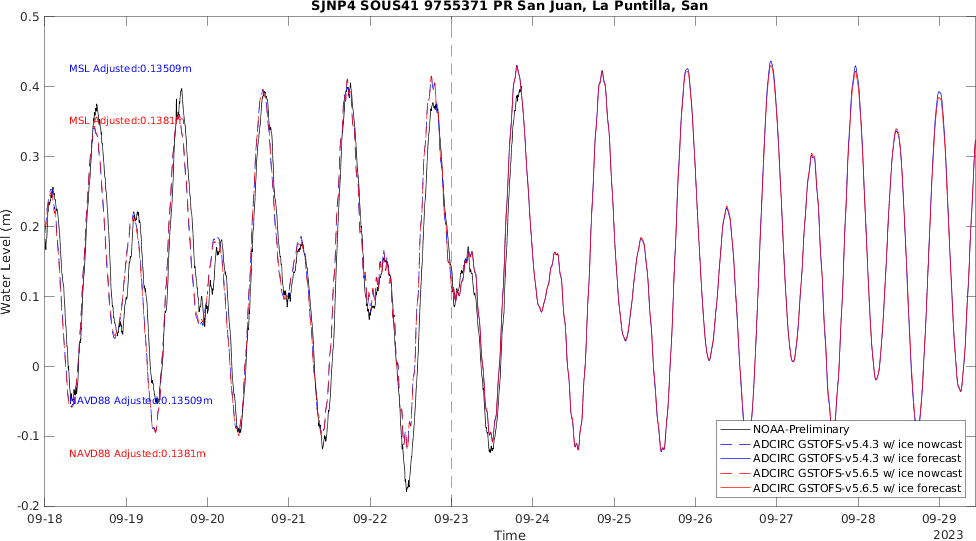 SJNP4 SOUS41 9755371 PR San Juan, La Puntilla, San
0.5
0.4
0.3
0.2
0.1
0
-0.1
-0.2
Water Level (m)
MSL Adjusted:0.13509m
MSL Adjusted:0.1381m
NAVD88 Adjusted:0.13509m
NAVD88 Adjusted:0.1381m
NOAA-Preliminary
ADCIRC GSTOFS-v5.4.3 w/ ice nowcast
ADCIRC GSTOFS-v5.4.3 w/ ice forecast
ADCIRC GSTOFS-v5.6.5 w/ ice nowcast
ADCIRC GSTOFS-v5.6.5 w/ ice forecast
09-18 09-19 09-20 09-21 09-22 09-23 09-24 09-25 09-26 09-27 09-28 09-29
Time
2023